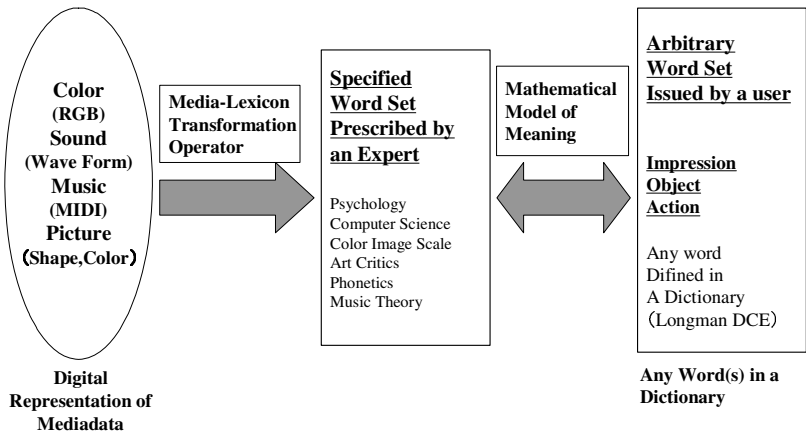 Color
(RGB)
Sound
(Wave Form)
Music
(MIDI)
Picture
(Shape,Color)
Digital
Representation of
Mediadata
Media-Lexicon
Transformation
Operator
Specified
Word Set
Prescribed by
an Expert
Psychology
Computer Science
Color Image Scale
Art Critics
Phonetics
Music Theory
Mathematical
Model of
Meaning
Arbitrary
Word Set
Issued by a user
Impression
Object
Action
Any word
Difined in
A Dictionary
(Longman DCE)
Any Word(s) in a
Dictionary